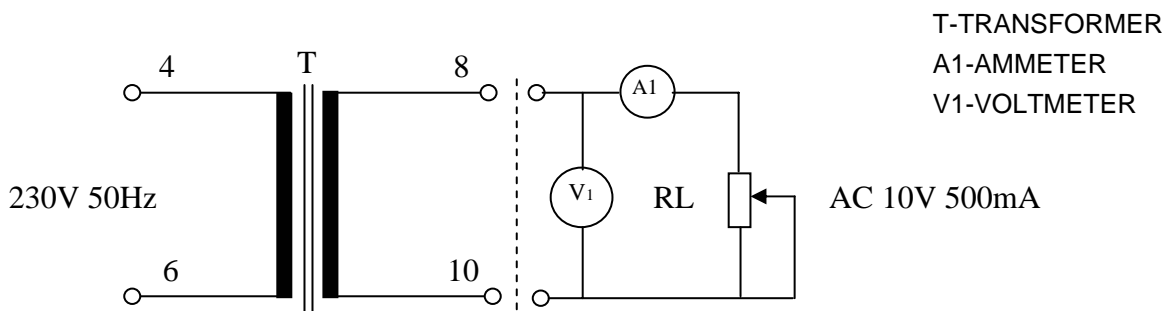 T-TRANSFORMER
A1-AMMETER
V1-VOLTMETER
4
T
8
A1
230V 50Hz
V1
RL
AC 10V 500mA
6
10